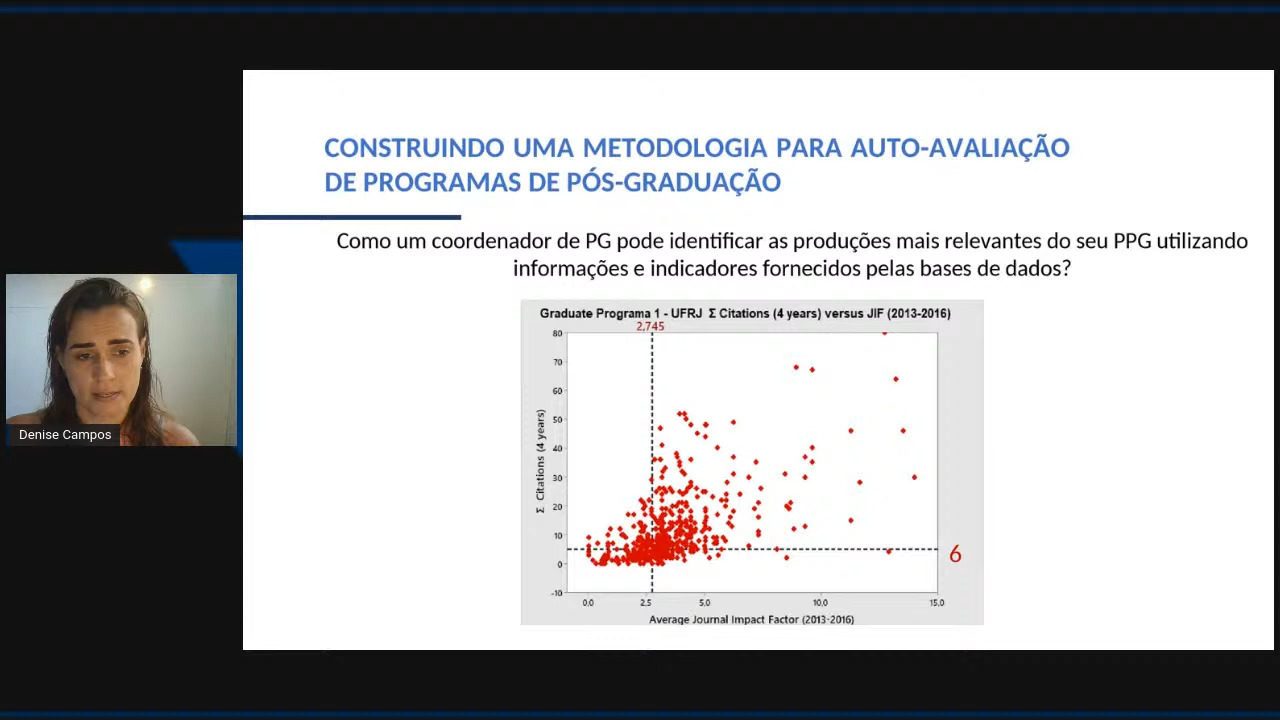 CONSTRUINDO UMA METODOLOGIA PARA AUTO-AVALIAÇÃO
DE PROGRAMAS DE PÓS-GRADUAÇÃO
Como um coordenador de PG pode identificar as produções mais relevantes do seu PPG utilizando
informações e indicadores fornecidos pelas bases de dados?
Graduate Programa 1 - UFRJ Σ Citations (4 years) versus JIF (2013-2016)
2,745
80
70
60
50
40
30
20
10
0
-10
Σ Citations (4 years)
6
0,0 2,5 5,0 10,0 15,0
Average Journal Impact Factor (2013-2016)
Denise Campos